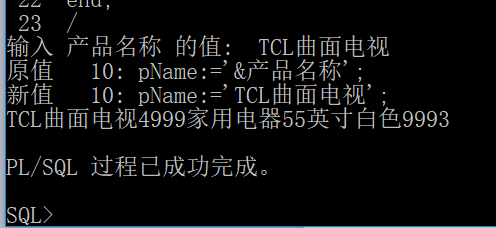 22 end;
23 /
输入 产品名称 的值: TCL曲面电视
原值 10: pName:='&产品名称';
新值 10: pName:='TCL曲面电视';
TCL曲面电视4999家用电器55英寸白色9993
PL/SQL 过程已成功完成。
SQL>